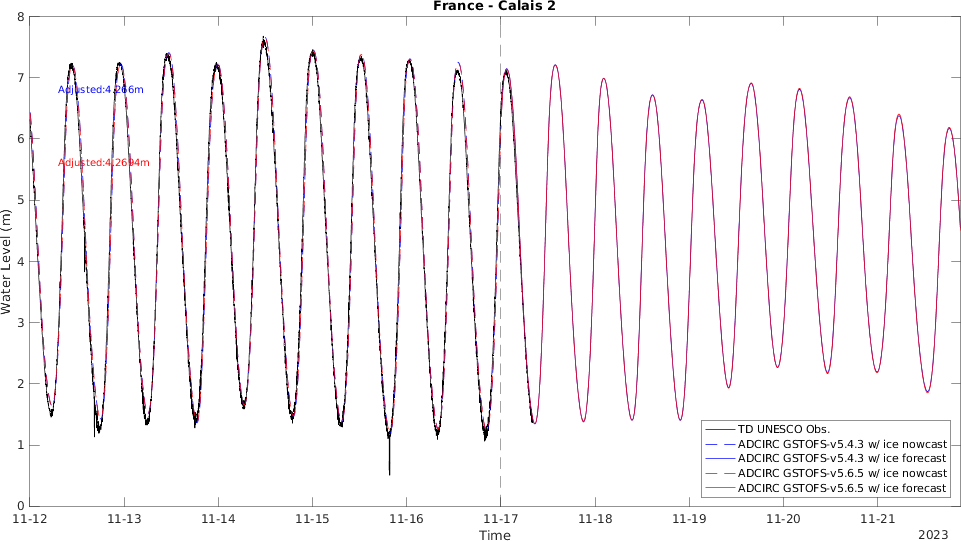 France - Calais 2
8
7
6
5
4
3
2
1
0
Water Level (m)
Adjusted:4.266m
Adjusted:4.2694m
TD UNESCO Obs.
ADCIRC GSTOFS-v5.4.3 w/ ice nowcast
ADCIRC GSTOFS-v5.4.3 w/ ice forecast
ADCIRC GSTOFS-v5.6.5 w/ ice nowcast
ADCIRC GSTOFS-v5.6.5 w/ ice forecast
11-12 11-13 11-14 11-15 11-16 11-17 11-18 11-19 11-20 11-21
Time
2023